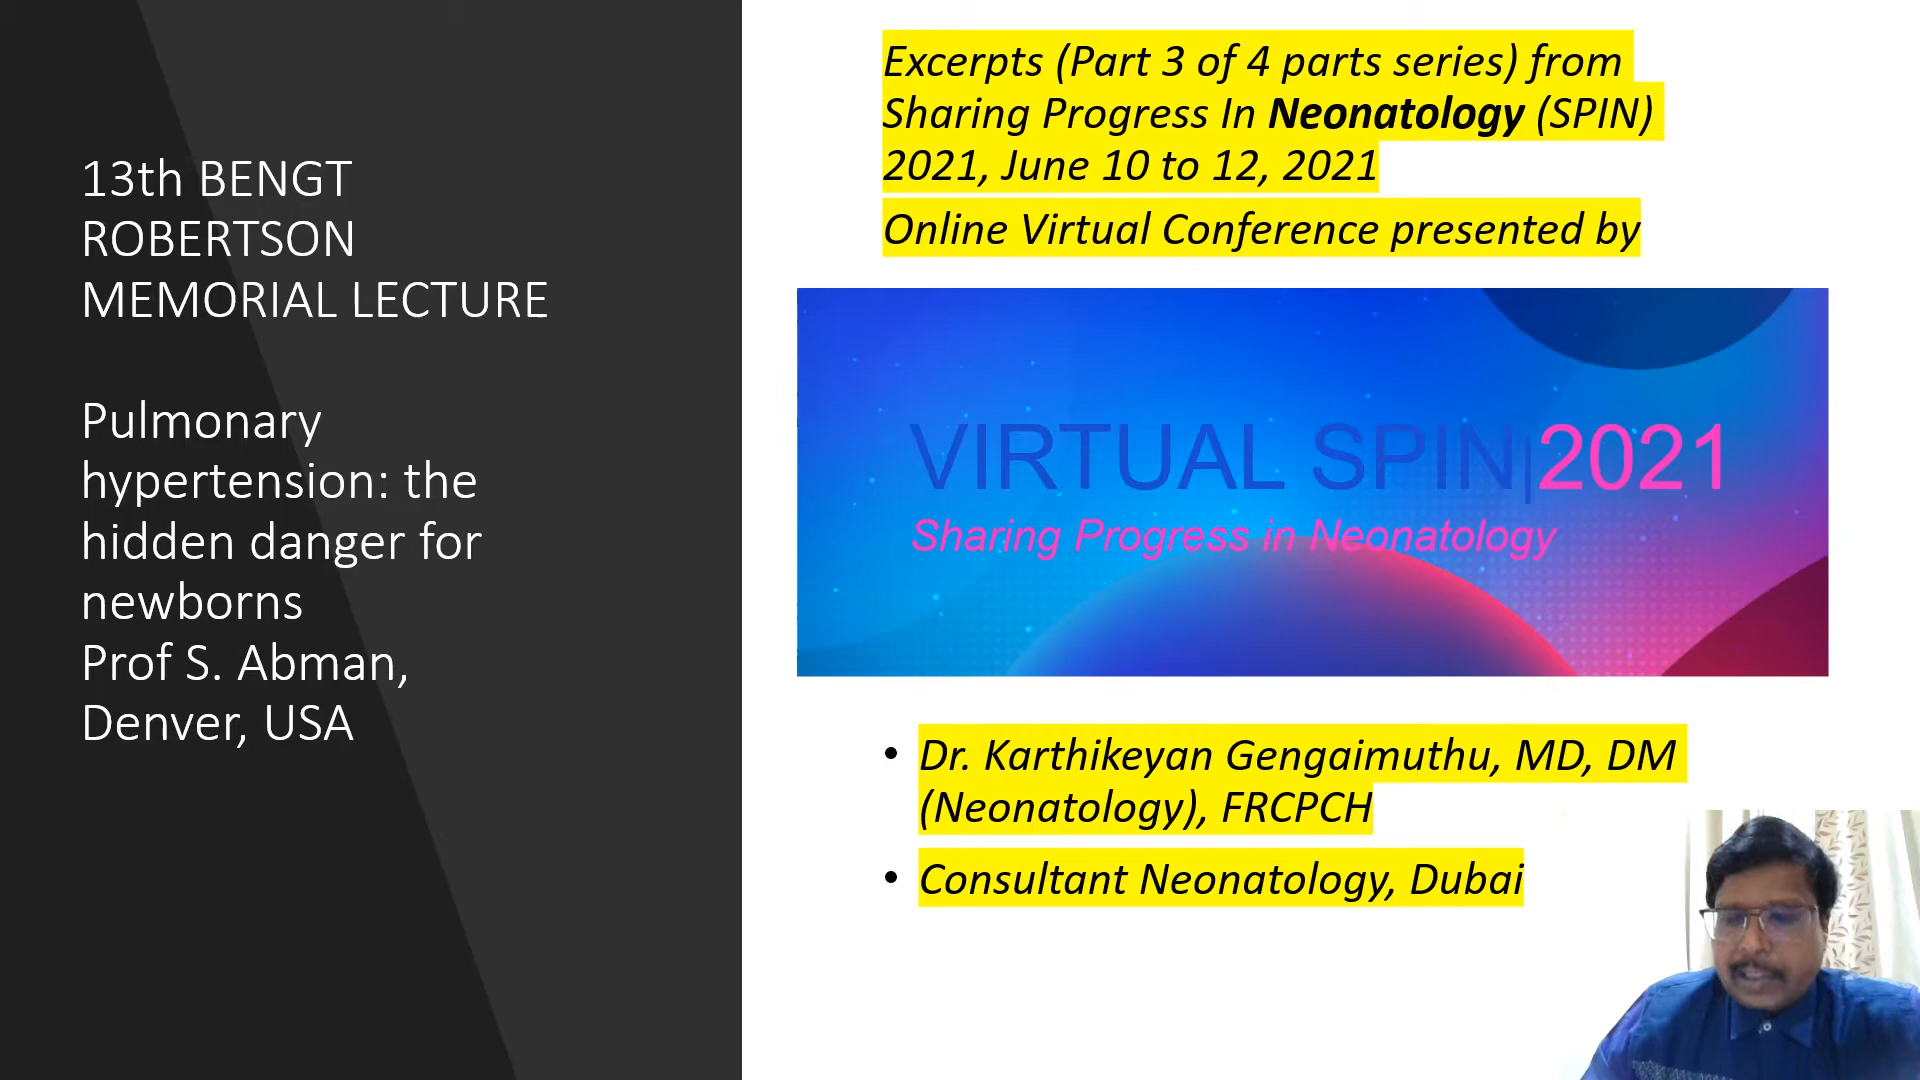 13th BENGT
ROBERTSON
MEMORIAL LECTURE
Pulmonary
hypertension: the
hidden danger for
newborns
Prof S. Abman,
Denver, USA
Excerpts (Part 3 of 4 parts series) from
Sharing Progress In Neonatology (SPIN)
2021, June 10 to 12, 2021
Online Virtual Conference presented by
VIRTUAL SPIN|2021
Sharing Progress in Neonatology
• Dr. Karthikeyan Gengaimuthu, MD, DM
(Neonatology), FRCPCH
• Consultant Neonatology, Dubai